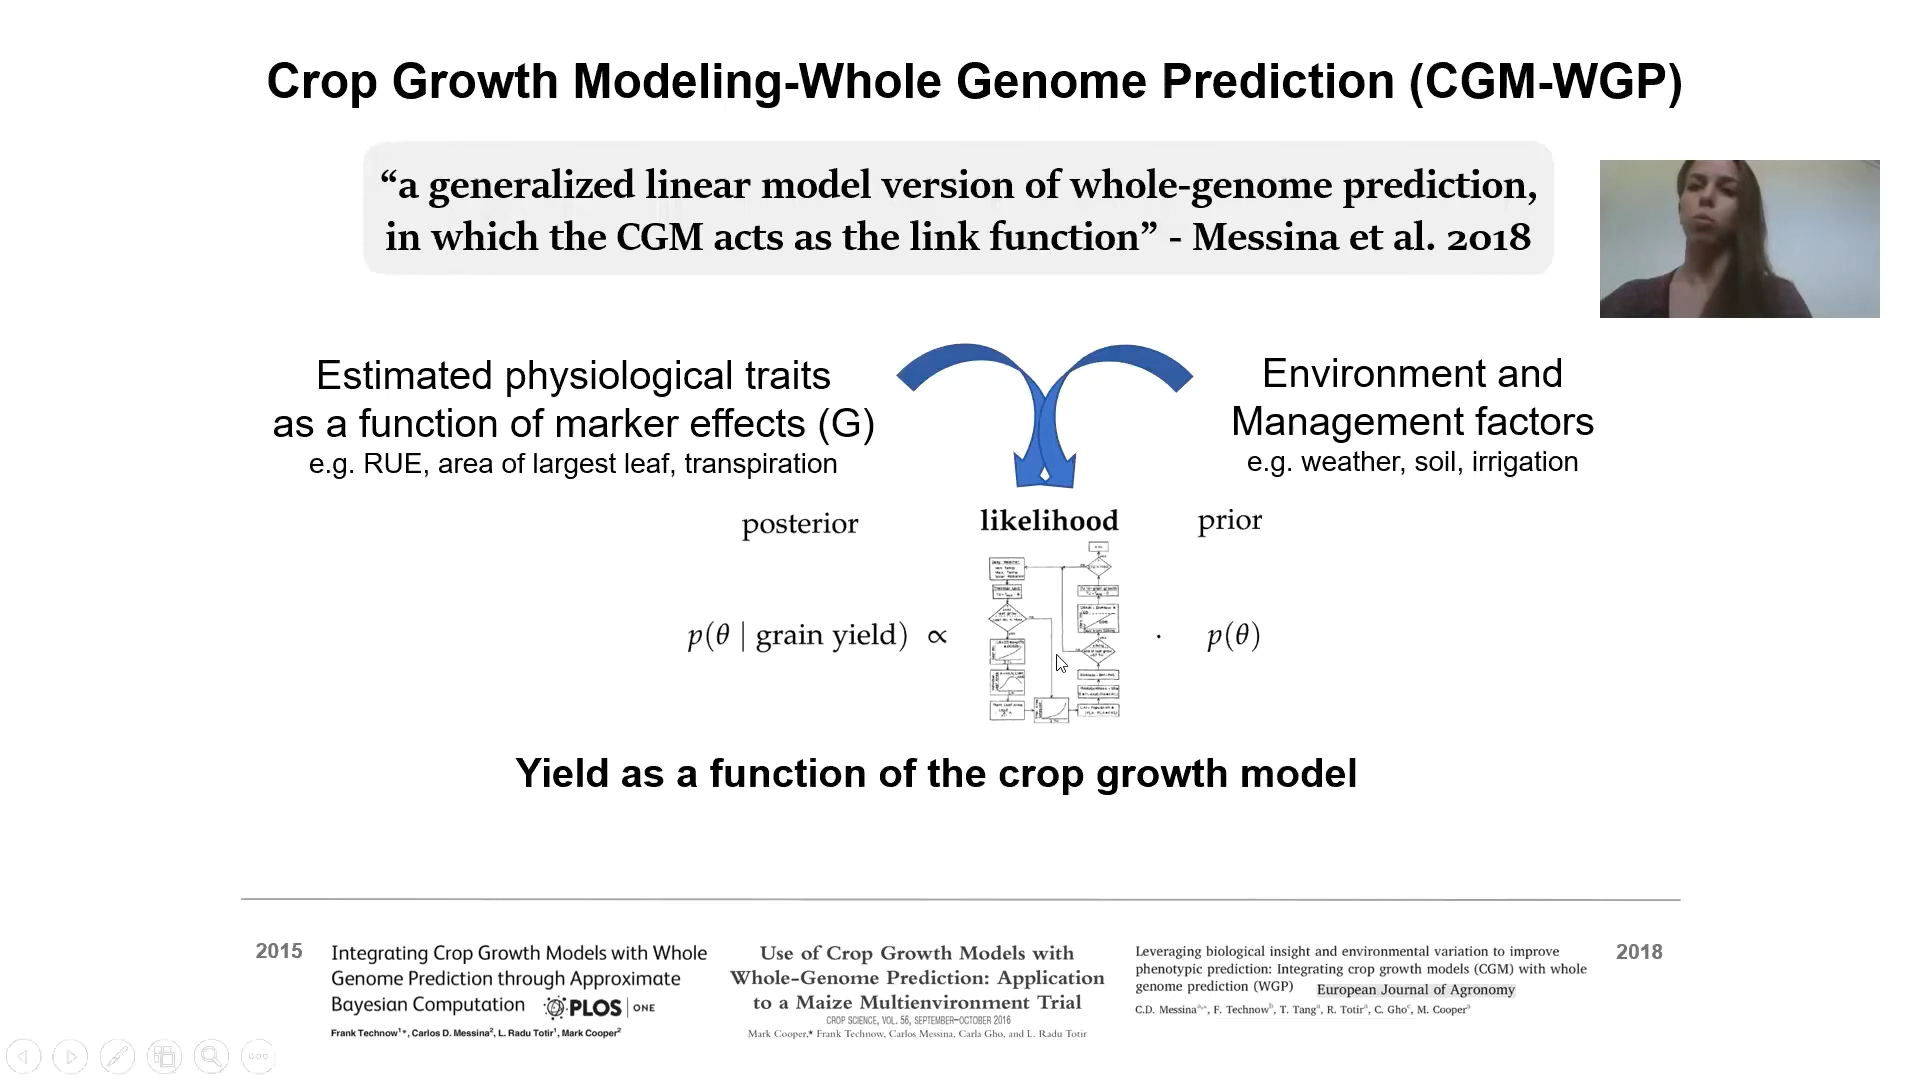 Crop Growth Modeling-Whole Genome Prediction (CGM-WGP)
“a generalized linear model version of whole-genome prediction,
in which the CGM acts as the link function” - Messina et al. 2018
Estimated physiological traits
as a function of marker effects (G)
e.g. RUE, area of largest leaf, transpiration
Environment and
Management factors
e.g. weather, soil, irrigation
posterior
likelihood
prior
p(θ | grain yield) ∝
· p(θ)
Yield as a function of the crop growth model
2015
Integrating Crop Growth Models with Whole
Genome Prediction through Approximate
Bayesian Computation
PLOS | ONE
Frank Technow¹*, Carlos D. Messina², L. Radu Totir¹, Mark Cooper²
Use of Crop Growth Models with
Whole-Genome Prediction: Application
to a Maize Multienvironment Trial
CROP SCIENCE, VOL. 56, SEPTEMBER–OCTOBER 2016
Mark Cooper,* Frank Technow, Carlos Messina, Carla Gho, and L. Radu Totir
Leveraging biological insight and environmental variation to improve
phenotypic prediction: Integrating crop growth models (CGM) with whole
genome prediction (WGP)
European Journal of Agronomy
C.D. Messina, F. Technow, T. Tang, R. Totir, C. Gho, M. Cooper
2018